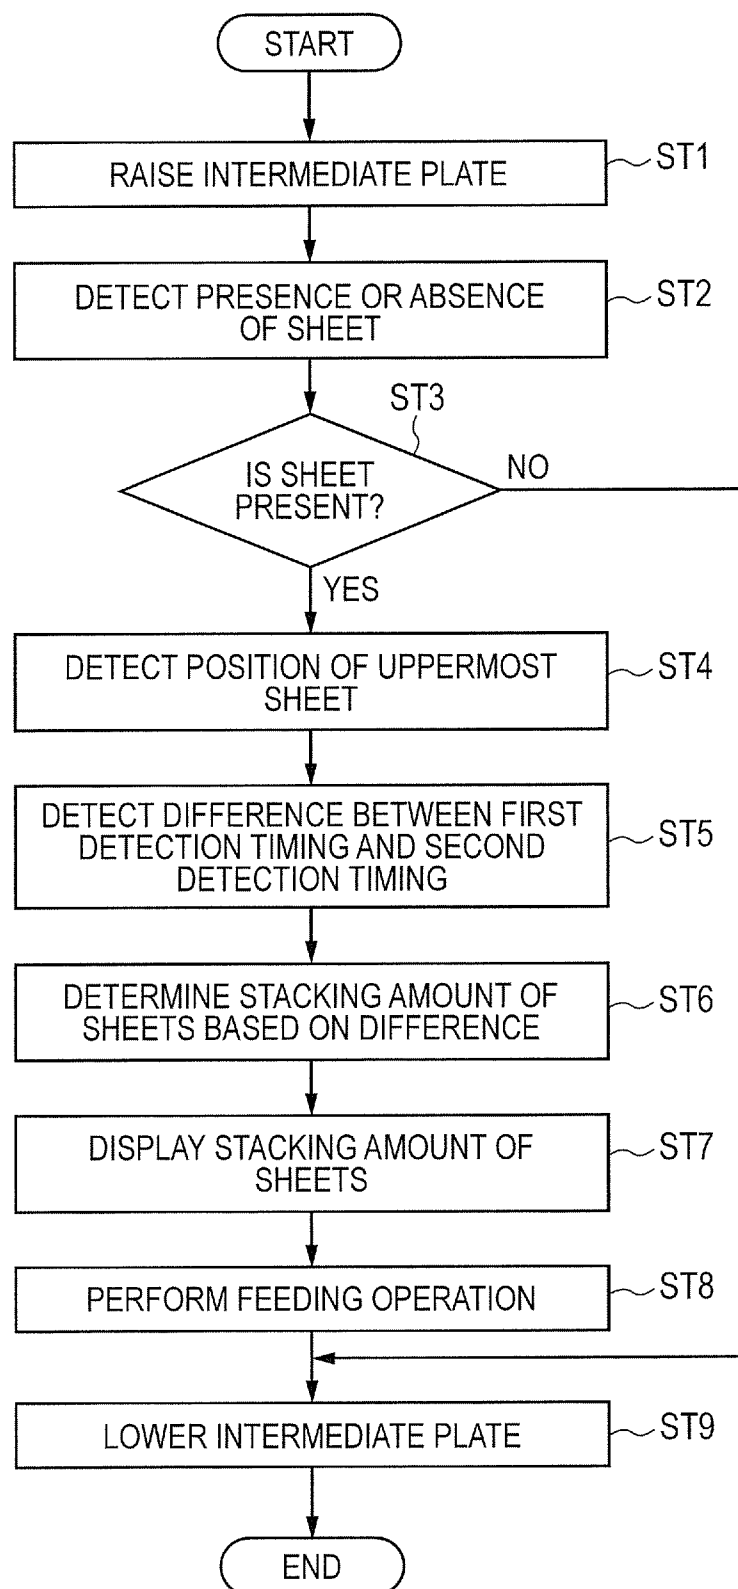 START
RAISE INTERMEDIATE PLATE
ST1
DETECT PRESENCE OR ABSENCE
OF SHEET
ST2
ST3
IS SHEET
PRESENT?
NO
YES
DETECT POSITION OF UPPERMOST
SHEET
ST4
DETECT DIFFERENCE BETWEEN FIRST
DETECTION TIMING AND SECOND
DETECTION TIMING
ST5
DETERMINE STACKING AMOUNT OF
SHEETS BASED ON DIFFERENCE
ST6
DISPLAY STACKING AMOUNT OF
SHEETS
ST7
PERFORM FEEDING OPERATION
ST8
LOWER INTERMEDIATE PLATE
ST9
END